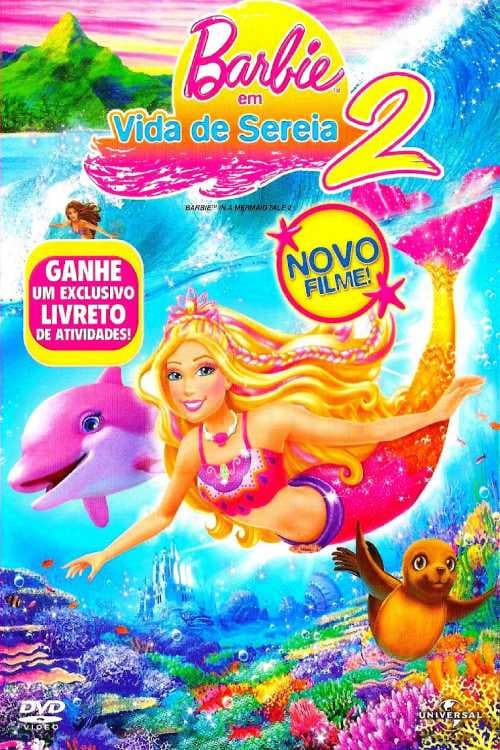 Barbie™
em
Vida de Sereia 2
BARBIE™ IN A MERMAID TALE 2
GANHE
UM EXCLUSIVO
LIVRETO
DE ATIVIDADES!
NOVO
FILME!
DVD
VIDEO
UNIVERSAL